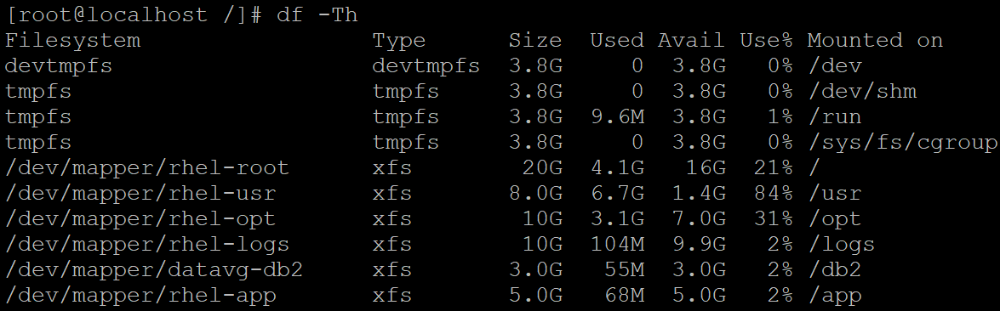 [root@localhost /]# df -Th
Filesystem Type Size Used Avail Use% Mounted on
devtmpfs devtmpfs 3.8G 0 3.8G 0% /dev
tmpfs tmpfs 3.8G 0 3.8G 0% /dev/shm
tmpfs tmpfs 3.8G 9.6M 3.8G 1% /run
tmpfs tmpfs 3.8G 0 3.8G 0% /sys/fs/cgroup
/dev/mapper/rhel-root xfs 20G 4.1G 16G 21% /
/dev/mapper/rhel-usr xfs 8.0G 6.7G 1.4G 84% /usr
/dev/mapper/rhel-opt xfs 10G 3.1G 7.0G 31% /opt
/dev/mapper/rhel-logs xfs 10G 104M 9.9G 2% /logs
/dev/mapper/datavg-db2 xfs 3.0G 55M 3.0G 2% /db2
/dev/mapper/rhel-app xfs 5.0G 68M 5.0G 2% /app